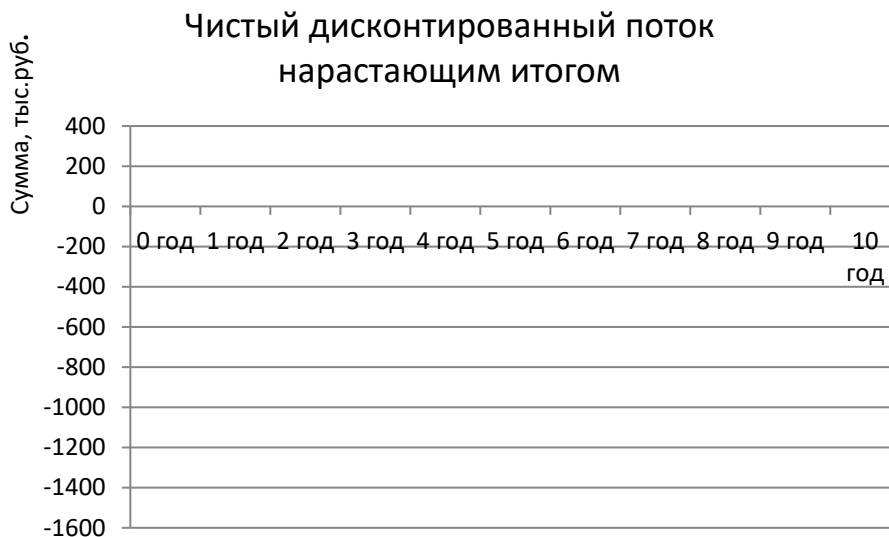 Чистый дисконтированный поток
нарастающим итогом
Сумма, тыс.руб.
400
200
0
-200
-400
-600
-800
-1000
-1200
-1400
-1600
0 год 1 год 2 год 3 год 4 год 5 год 6 год 7 год 8 год 9 год 10
год